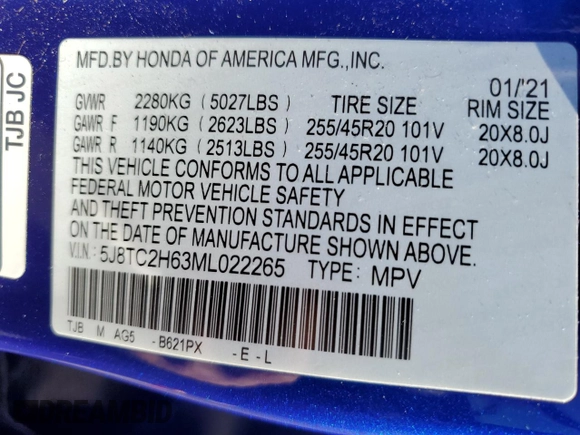 TJB JC
MFD.BY HONDA OF AMERICA MFG.,INC.
01/'21
GVWR 2280KG (5027LBS) TIRE SIZE RIM SIZE
GAWR F 1190KG (2623LBS) 255/45R20 101V 20X8.0J
GAWR R 1140KG (2513LBS) 255/45R20 101V 20X8.0J
THIS VEHICLE CONFORMS TO ALL APPLICABLE
FEDERAL MOTOR VEHICLE SAFETY
AND THEFT PREVENTION STANDARDS IN EFFECT
ON THE DATE OF MANUFACTURE SHOWN ABOVE.
V.I.N: 5J8TC2H63ML022265 TYPE: MPV
TJB M AG5 -B621PX -E-L